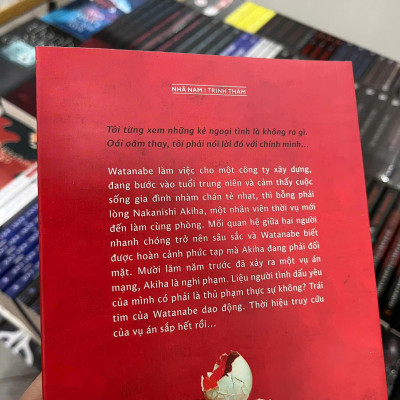 NHÃ NAM | TRINH THÁM
Tôi từng xem những kẻ ngoại tình là không ra gì.
Oái oăm thay, tôi phải nói lời đó với chính mình...
Watanabe làm việc cho một công ty xây dựng,
đang bước vào tuổi trung niên và cảm thấy cuộc
sống gia đình nhàm chán tẻ nhạt, thì bỗng phải
lòng Nakanishi Akiha, một nhân viên thời vụ mới
đến làm cùng phòng. Mối quan hệ giữa hai người
nhanh chóng trở nên sâu sắc và Watanabe biết
được hoàn cảnh phức tạp mà Akiha đang phải đối
mặt. Mười lăm năm trước đã xảy ra một vụ án
mạng, Akiha là nghi phạm. Liệu người tình dấu yêu
của mình có phải là thủ phạm thực sự không? Trái
tim của Watanabe dao động. Thời hiệu truy cứu
của vụ án sắp hết rồi...